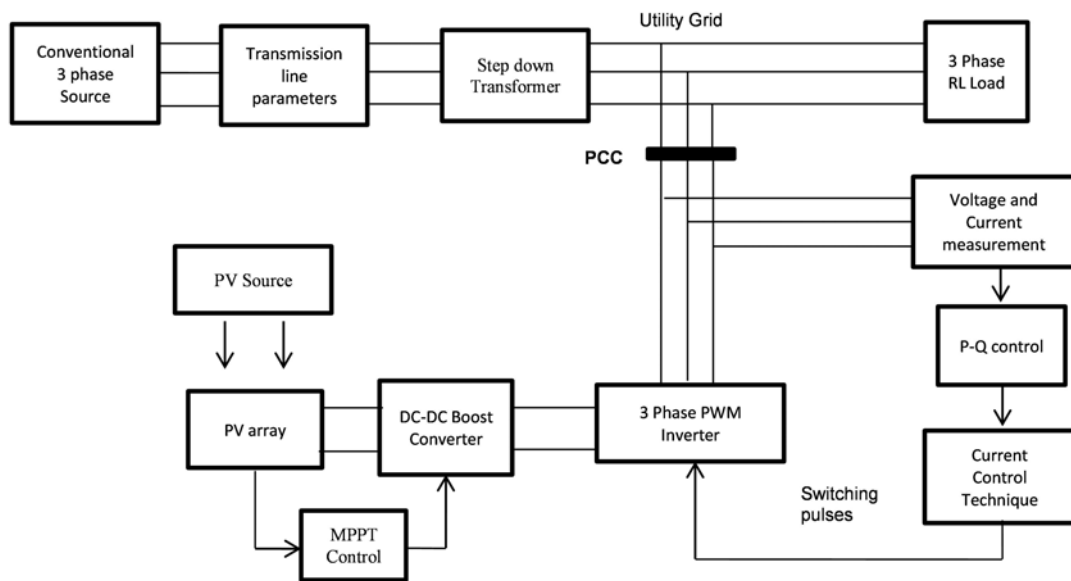 Utility Grid
Conventional
3 phase
Source
Transmission
line
parameters
Step down
Transformer
3 Phase
RL Load
PCC
Voltage and
Current
measurement
PV Source
P-Q control
PV array
DC-DC Boost
Converter
3 Phase PWM
Inverter
Current
Control
Technique
Switching
pulses
MPPT
Control